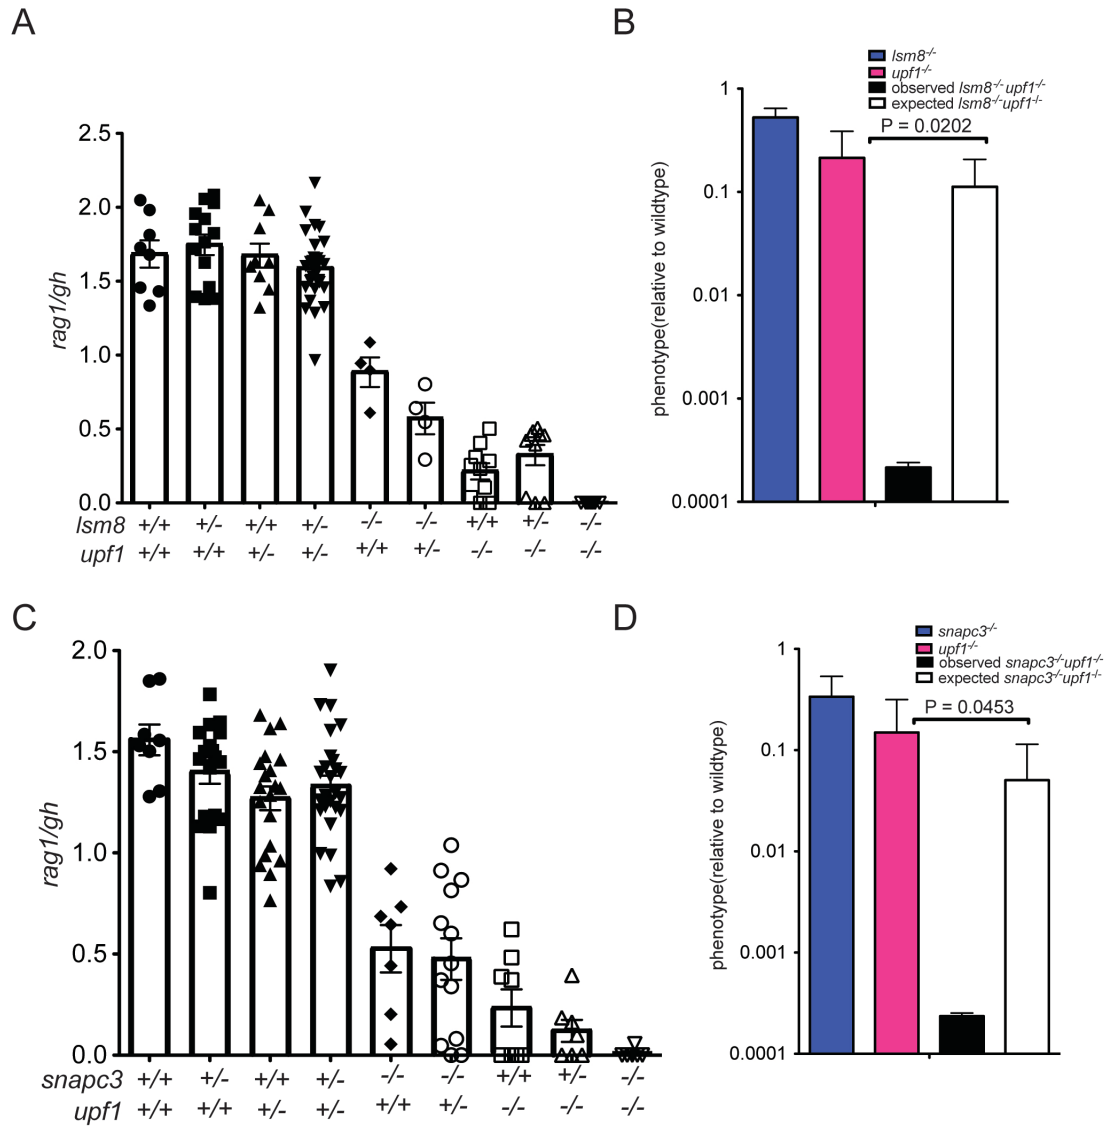 A
2.5
2.0
1.5
1.0
0.5
0.0
rag1/gh
lsm8 +/+ +/- +/+ +/- -/- -/- +/+ +/- -/-
upf1 +/+ +/+ +/- +/- +/+ +/- -/- -/- -/-
B
lsm8-/-
upf1-/-
observed lsm8-/-upf1-/-
expected lsm8-/-upf1-/-
P = 0.0202
1
0.1
0.01
0.001
0.0001
phenotype(relative to wildtype)
C
2.0
1.5
1.0
0.5
0.0
rag1/gh
snapc3 +/+ +/- +/+ +/- -/- -/- +/+ +/- -/-
upf1 +/+ +/+ +/- +/- +/+ +/- -/- -/- -/-
D
snapc3-/-
upf1-/-
observed snapc3-/-upf1-/-
expected snapc3-/-upf1-/-
P = 0.0453
1
0.1
0.01
0.001
0.0001
phenotype(relative to wildtype)